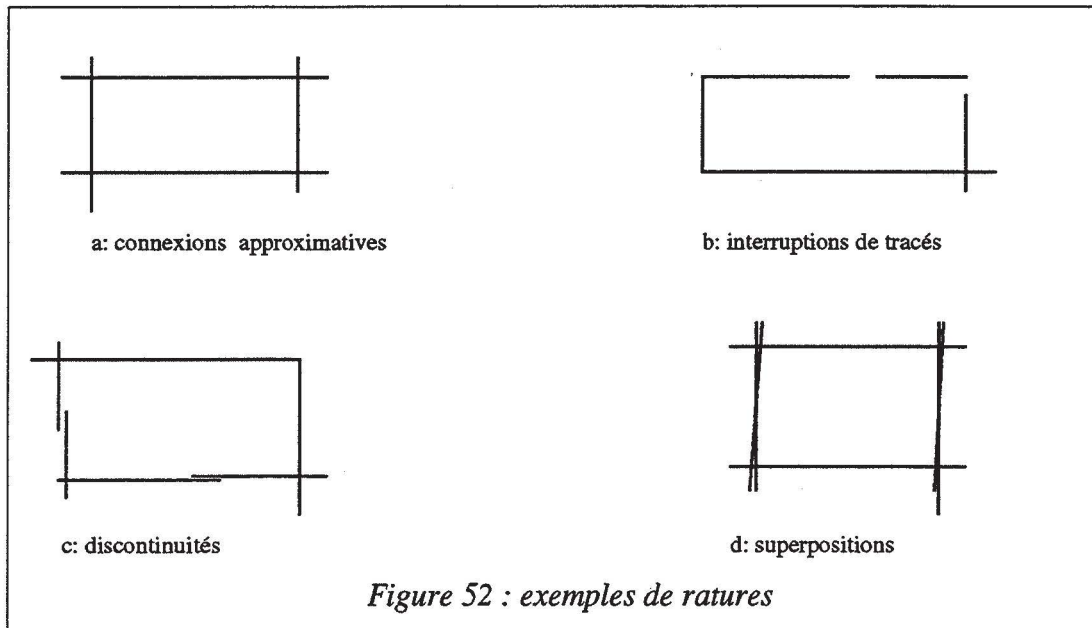 a: connexions approximatives
b: interruptions de tracés
c: discontinuités
d: superpositions
Figure 52 : exemples de ratures